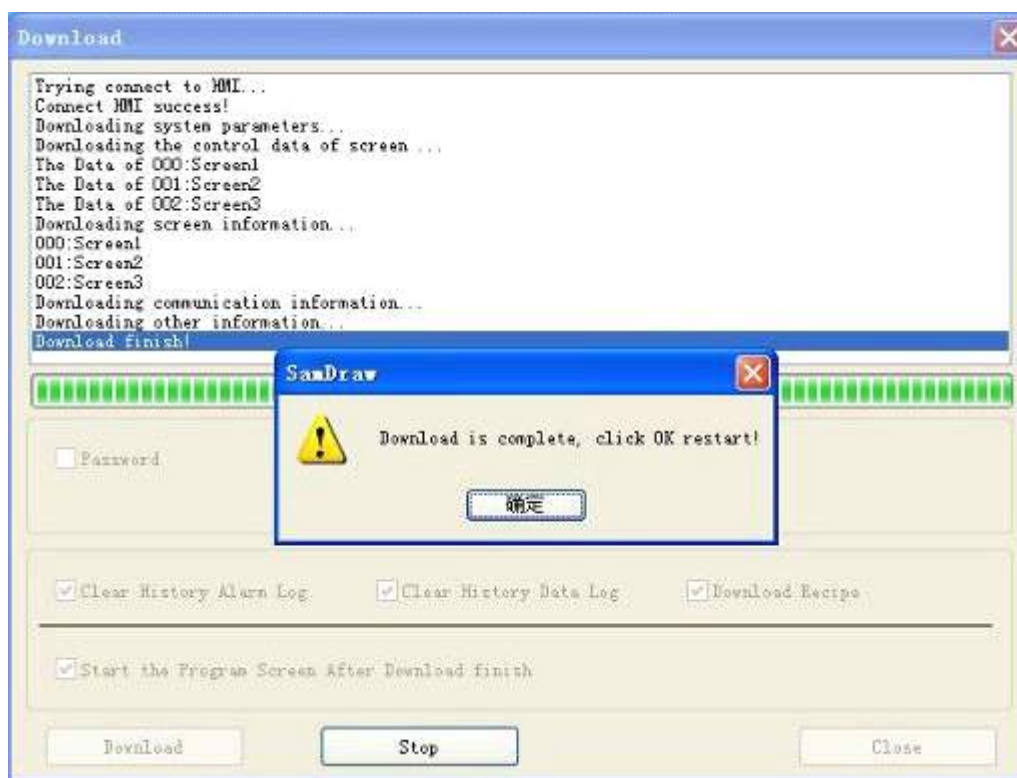 Download
Trying connect to HMI...
Connect HMI success!
Downloading system parameters...
Downloading the control data of screen ...
The Data of 000:Screen1
The Data of 001:Screen2
The Data of 002:Screen3
Downloading screen information...
000:Screen1
001:Screen2
002:Screen3
Downloading communication information...
Downloading other information...
Download finish!
SamDraw
Download is complete, click OK restart!
确定
Password
Clear History Alarm Log Clear History Data Log Download Recipe
Start the Program Screen After Download finish
Download Stop Close